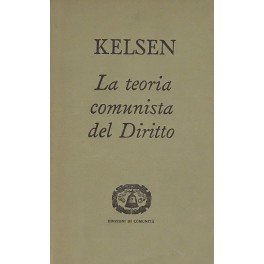 KELSEN
La teoria
comunista
del Diritto
EDIZIONI DI COMUNITÀ